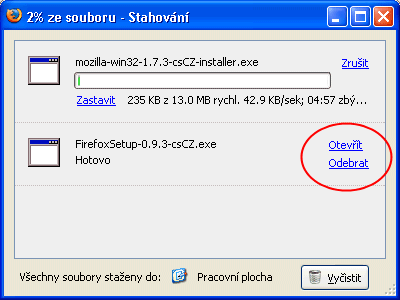 2% ze souboru - Stahování
mozilla-win32-1.7.3-csCZ-installer.exe
Zrušit
Zastavit 235 KB z 13.0 MB rychl. 42.9 KB/sek; 04:57 zbý...
FirefoxSetup-0.9.3-csCZ.exe
Otevřít
Hotovo
Odebrat
Všechny soubory staženy do: Pracovní plocha
Vyčistit